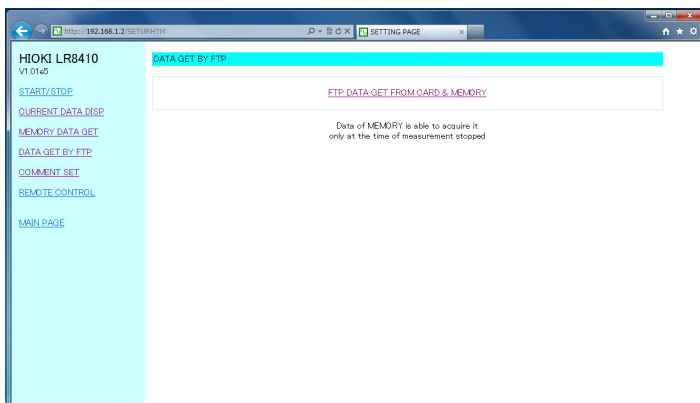 http://192.168.1.2/SETUP.HTM
SETTING PAGE
HIOKI LR8410
V1.01e5
START/STOP
CURRENT DATA DISP
MEMORY DATA GET
DATA GET BY FTP
COMMENT SET
REMOTE CONTROL
MAIN PAGE
DATA GET BY FTP
FTP DATA GET FROM CARD & MEMORY
Data of MEMORY is able to acquire it
only at the time of measurement stopped